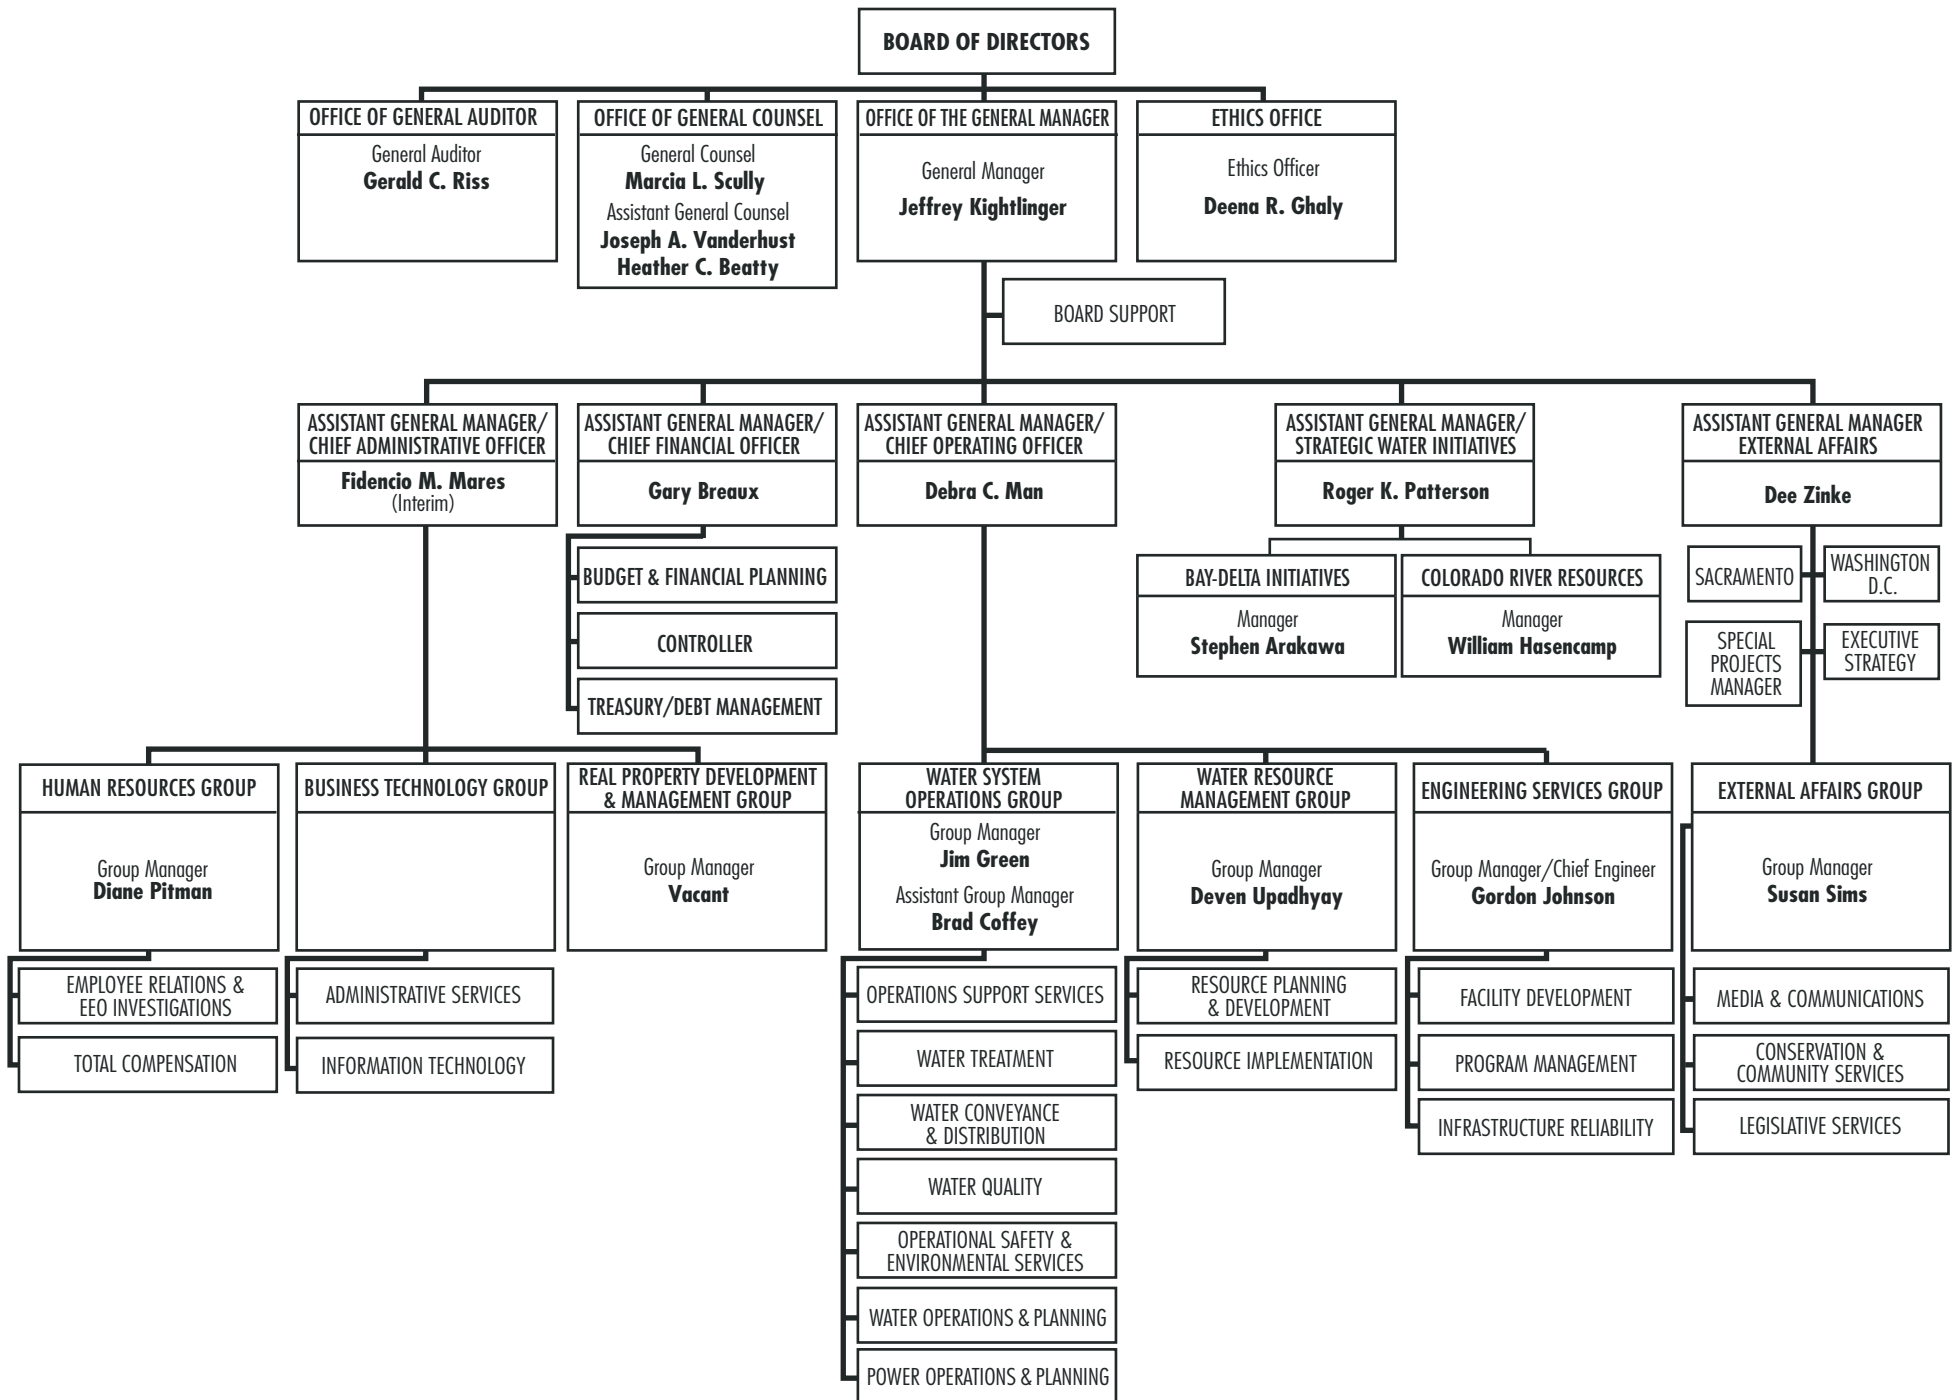 BOARD OF DIRECTORS
OFFICE OF GENERAL AUDITOR
General Auditor
Gerald C. Riss
OFFICE OF GENERAL COUNSEL
General Counsel
Marcia L. Scully
Assistant General Counsel
Joseph A. Vanderhust
Heather C. Beatty
OFFICE OF THE GENERAL MANAGER
General Manager
Jeffrey Kightlinger
ETHICS OFFICE
Ethics Officer
Deena R. Ghaly
BOARD SUPPORT
ASSISTANT GENERAL MANAGER/
CHIEF ADMINISTRATIVE OFFICER
Fidencio M. Mares
(Interim)
ASSISTANT GENERAL MANAGER/
CHIEF FINANCIAL OFFICER
Gary Breaux
ASSISTANT GENERAL MANAGER/
CHIEF OPERATING OFFICER
Debra C. Man
ASSISTANT GENERAL MANAGER/
STRATEGIC WATER INITIATIVES
Roger K. Patterson
ASSISTANT GENERAL MANAGER
EXTERNAL AFFAIRS
Dee Zinke
BUDGET & FINANCIAL PLANNING
CONTROLLER
TREASURY/DEBT MANAGEMENT
BAY-DELTA INITIATIVES
Manager
Stephen Arakawa
COLORADO RIVER RESOURCES
Manager
William Hasencamp
SACRAMENTO
WASHINGTON
D.C.
SPECIAL
PROJECTS
MANAGER
EXECUTIVE
STRATEGY
HUMAN RESOURCES GROUP
Group Manager
Diane Pitman
BUSINESS TECHNOLOGY GROUP
REAL PROPERTY DEVELOPMENT
& MANAGEMENT GROUP
Group Manager
Vacant
WATER SYSTEM
OPERATIONS GROUP
Group Manager
Jim Green
Assistant Group Manager
Brad Coffey
WATER RESOURCE
MANAGEMENT GROUP
Group Manager
Deven Upadhyay
ENGINEERING SERVICES GROUP
Group Manager/Chief Engineer
Gordon Johnson
EXTERNAL AFFAIRS GROUP
Group Manager
Susan Sims
EMPLOYEE RELATIONS &
EEO INVESTIGATIONS
TOTAL COMPENSATION
ADMINISTRATIVE SERVICES
INFORMATION TECHNOLOGY
OPERATIONS SUPPORT SERVICES
WATER TREATMENT
WATER CONVEYANCE
& DISTRIBUTION
WATER QUALITY
OPERATIONAL SAFETY &
ENVIRONMENTAL SERVICES
WATER OPERATIONS & PLANNING
POWER OPERATIONS & PLANNING
RESOURCE PLANNING
& DEVELOPMENT
RESOURCE IMPLEMENTATION
FACILITY DEVELOPMENT
PROGRAM MANAGEMENT
INFRASTRUCTURE RELIABILITY
MEDIA & COMMUNICATIONS
CONSERVATION &
COMMUNITY SERVICES
LEGISLATIVE SERVICES